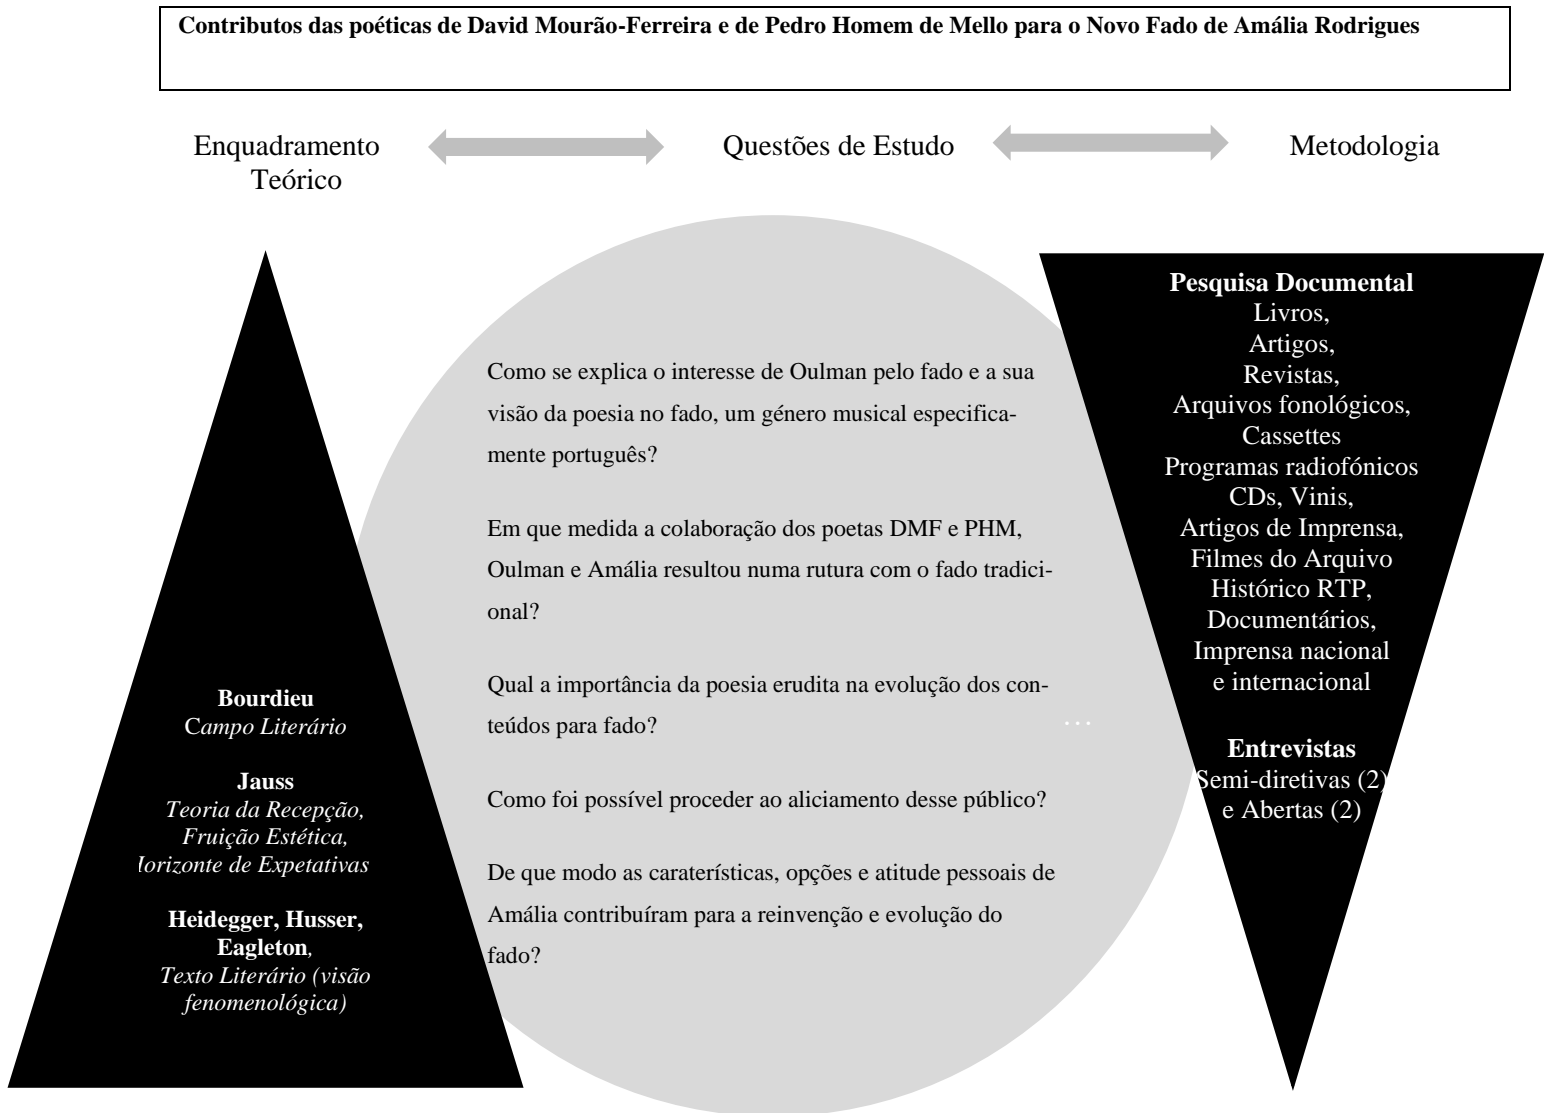 Contributos das poéticas de David Mourão-Ferreira e de Pedro Homem de Mello para o Novo Fado de Amália Rodrigues
Enquadramento
Teórico
Questões de Estudo
Metodologia
Bourdieu
Campo Literário
Jauss
Teoria da Recepção,
Fruição Estética,
lorizonte de Expetativas
Heidegger, Husser,
Eagleton,
Texto Literário (visão
fenomenológica)
Como se explica o interesse de Oulman pelo fado e a sua
visão da poesia no fado, um género musical especifica-
mente português?
Em que medida a colaboração dos poetas DMF e PHM,
Oulman e Amália resultou numa rutura com o fado tradici-
onal?
Qual a importância da poesia erudita na evolução dos con-
teúdos para fado?
Como foi possível proceder ao aliciamento desse público?
De que modo as caraterísticas, opções e atitude pessoais de
Amália contribuíram para a reinvenção e evolução do
fado?
…
Pesquisa Documental
Livros,
Artigos,
Revistas,
Arquivos fonológicos,
Cassettes
Programas radiofónicos
CDs, Vinis,
Artigos de Imprensa,
Filmes do Arquivo
Histórico RTP,
Documentários,
Imprensa nacional
e internacional
Entrevistas
Semi-diretivas (2)
e Abertas (2)